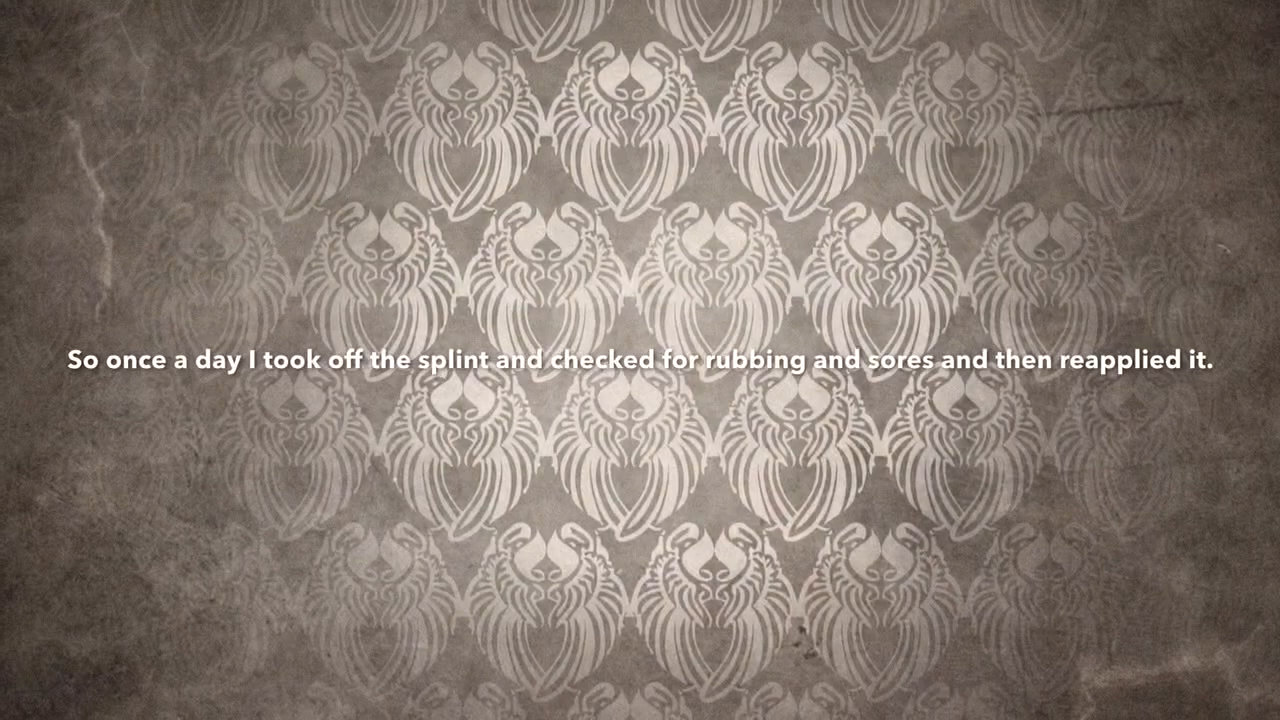 So once a day I took off the splint and checked for rubbing and sores and then reapplied it.